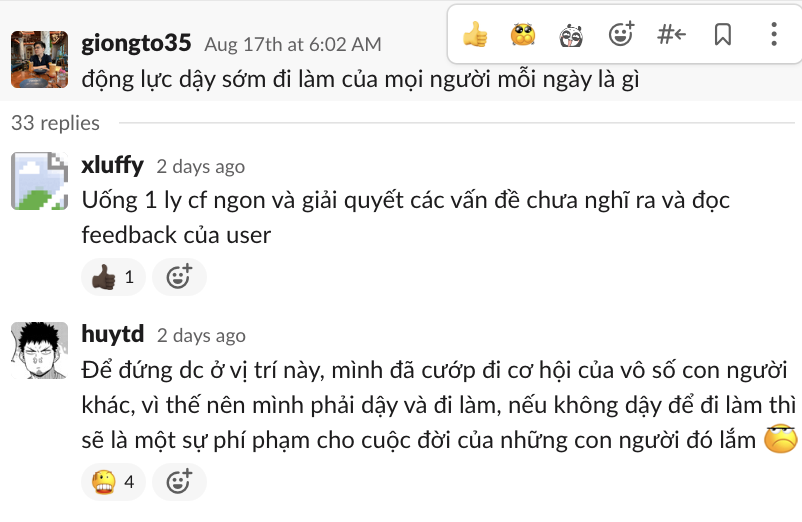 giongto35 Aug 17th at 6:02 AM
động lực dậy sớm đi làm của mọi người mỗi ngày là gì
33 replies
xluffy 2 days ago
Uống 1 ly cf ngon và giải quyết các vấn đề chưa nghĩ ra và đọc
feedback của user
1
huytd 2 days ago
Để đứng dc ở vị trí này, mình đã cướp đi cơ hội của vô số con người
khác, vì thế nên mình phải dậy và đi làm, nếu không dậy để đi làm thì
sẽ là một sự phí phạm cho cuộc đời của những con người đó lắm
4